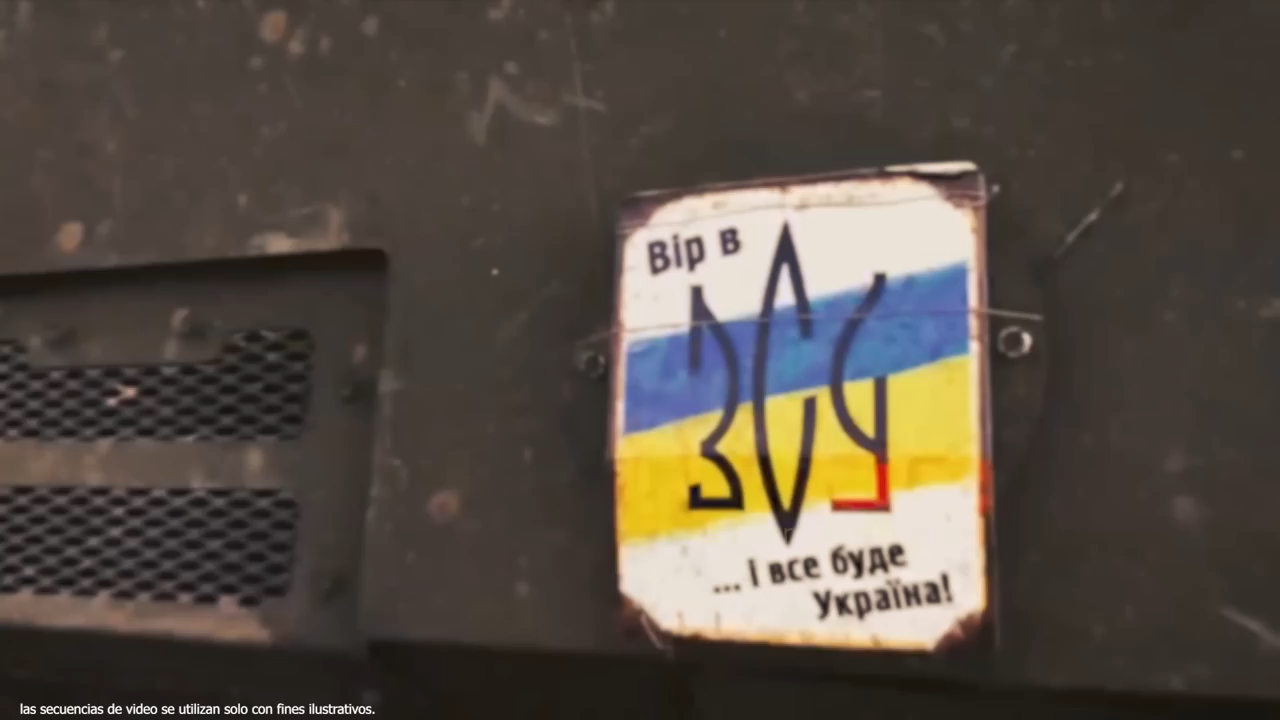 Вір в
ЗСУ
... і все буде
Україна!
las secuencias de video se utilizan solo con fines ilustrativos.